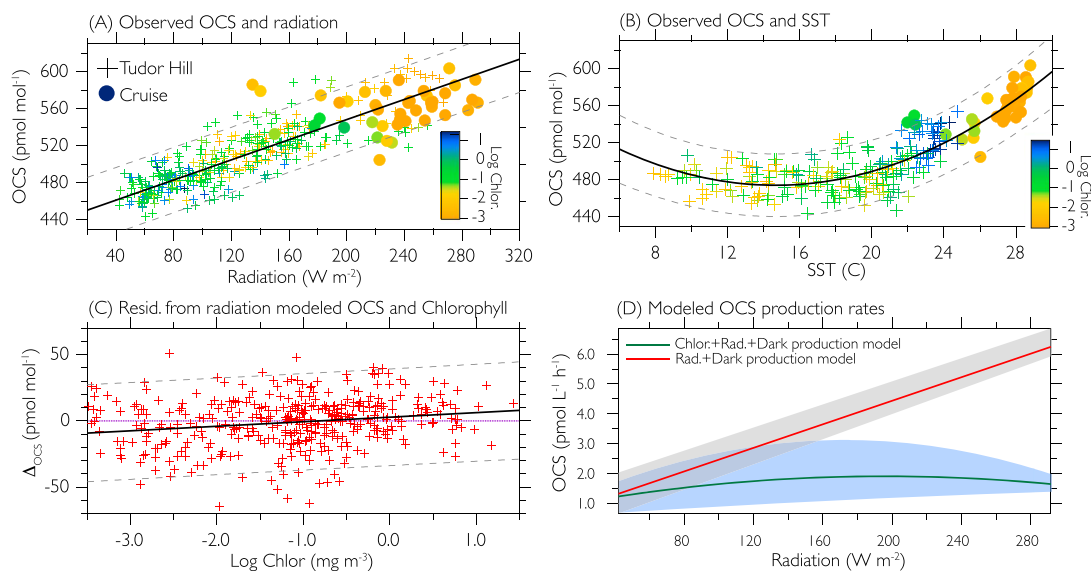 (A) Observed OCS and radiation
OCS (pmol mol-1)
600
560
520
480
440
Tudor Hill
Cruise
1
0
-1
-2
-3
Log Chlor.
40 80 120 160 200 240 280 320
Radiation (W m-2)
(B) Observed OCS and SST
OCS (pmol mol-1)
600
560
520
480
440
1
0
-1
-2
-3
Log Chlor.
8 12 16 20 24 28
SST (C)
(C) Resid. from radiation modeled OCS and Chlorophyll
ΔOCS (pmol mol-1)
50
0
-50
-3.0 -2.0 -1.0 0.0 1.0
Log Chlor (mg m-3)
(D) Modeled OCS production rates
OCS (pmol L-1 h-1)
Chlor.+Rad.+Dark production model
Rad.+Dark production model
6.0
5.0
4.0
3.0
2.0
1.0
80 120 160 200 240 280
Radiation (W m-2)